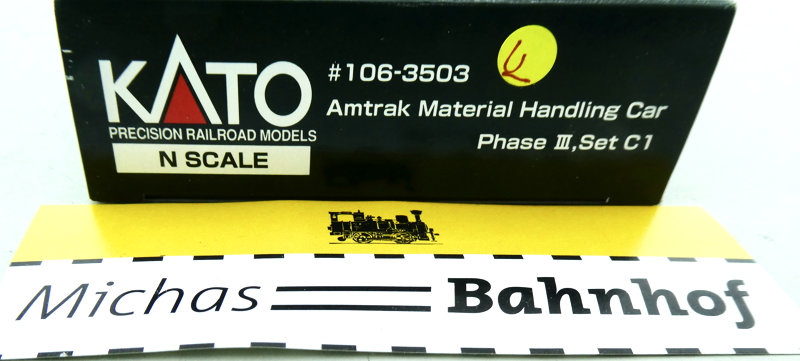 KATO
PRECISION RAILROAD MODELS
N SCALE
#106-3503
Amtrak Material Handling Car
Phase Ⅲ,Set C1
Michas Bahnhof